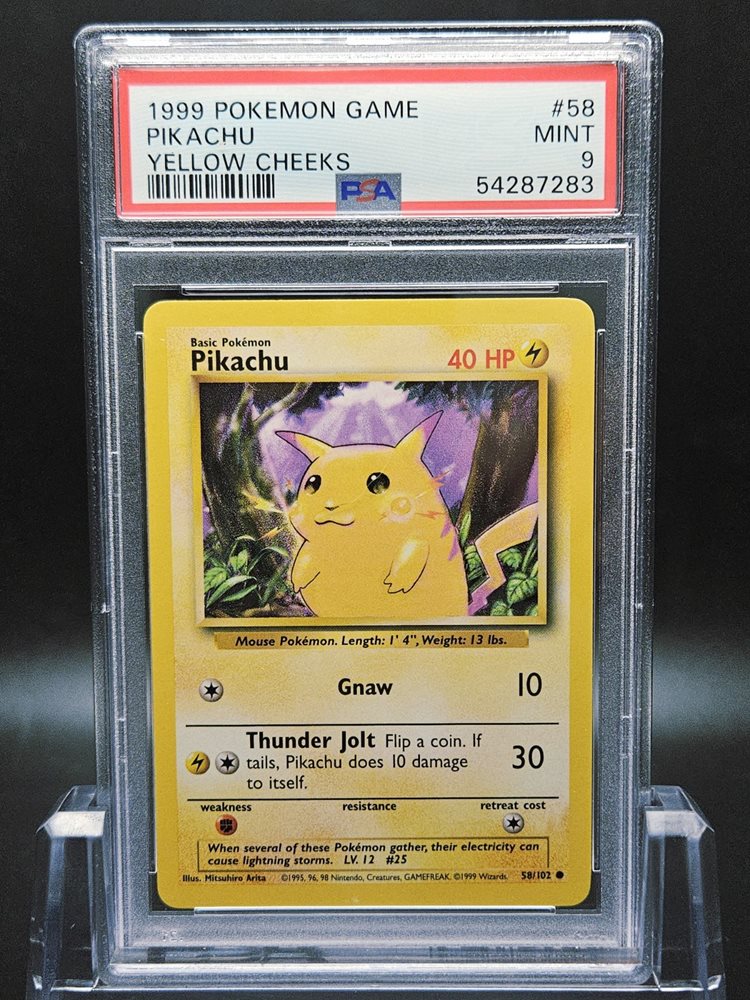 1999 POKEMON GAME #58
PIKACHU MINT
YELLOW CHEEKS 9
PSA 54287283
Basic Pokémon
Pikachu 40 HP
Mouse Pokémon. Length: 1' 4", Weight: 13 lbs.
Gnaw 10
Thunder Jolt Flip a coin. If
tails, Pikachu does 10 damage
to itself.
30
weakness resistance retreat cost
When several of these Pokémon gather, their electricity can
cause lightning storms. LV. 12 #25
Illus. Mitsuhiro Arita ©1995, 96, 98 Nintendo, Creatures, GAMEFREAK. ©1999 Wizards. 58/102